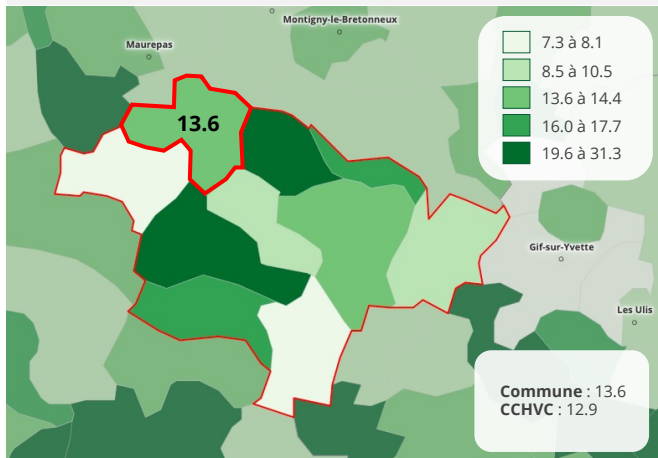 Montigny-le-Bretonneux
Maurepas
13.6
7.3 à 8.1
8.5 à 10.5
13.6 à 14.4
16.0 à 17.7
19.6 à 31.3
Gif-sur-Yvette
Les Ulis
Commune : 13.6
CCHVC : 12.9